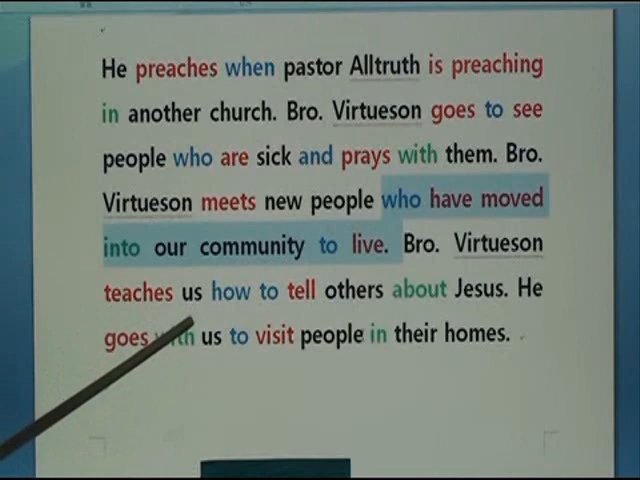 He preaches when pastor Alltruth is preaching
in another church. Bro. Virtueson goes to see
people who are sick and prays with them. Bro.
Virtueson meets new people who have moved
into our community to live. Bro. Virtueson
teaches us how to tell others about Jesus. He
goes with us to visit people in their homes.